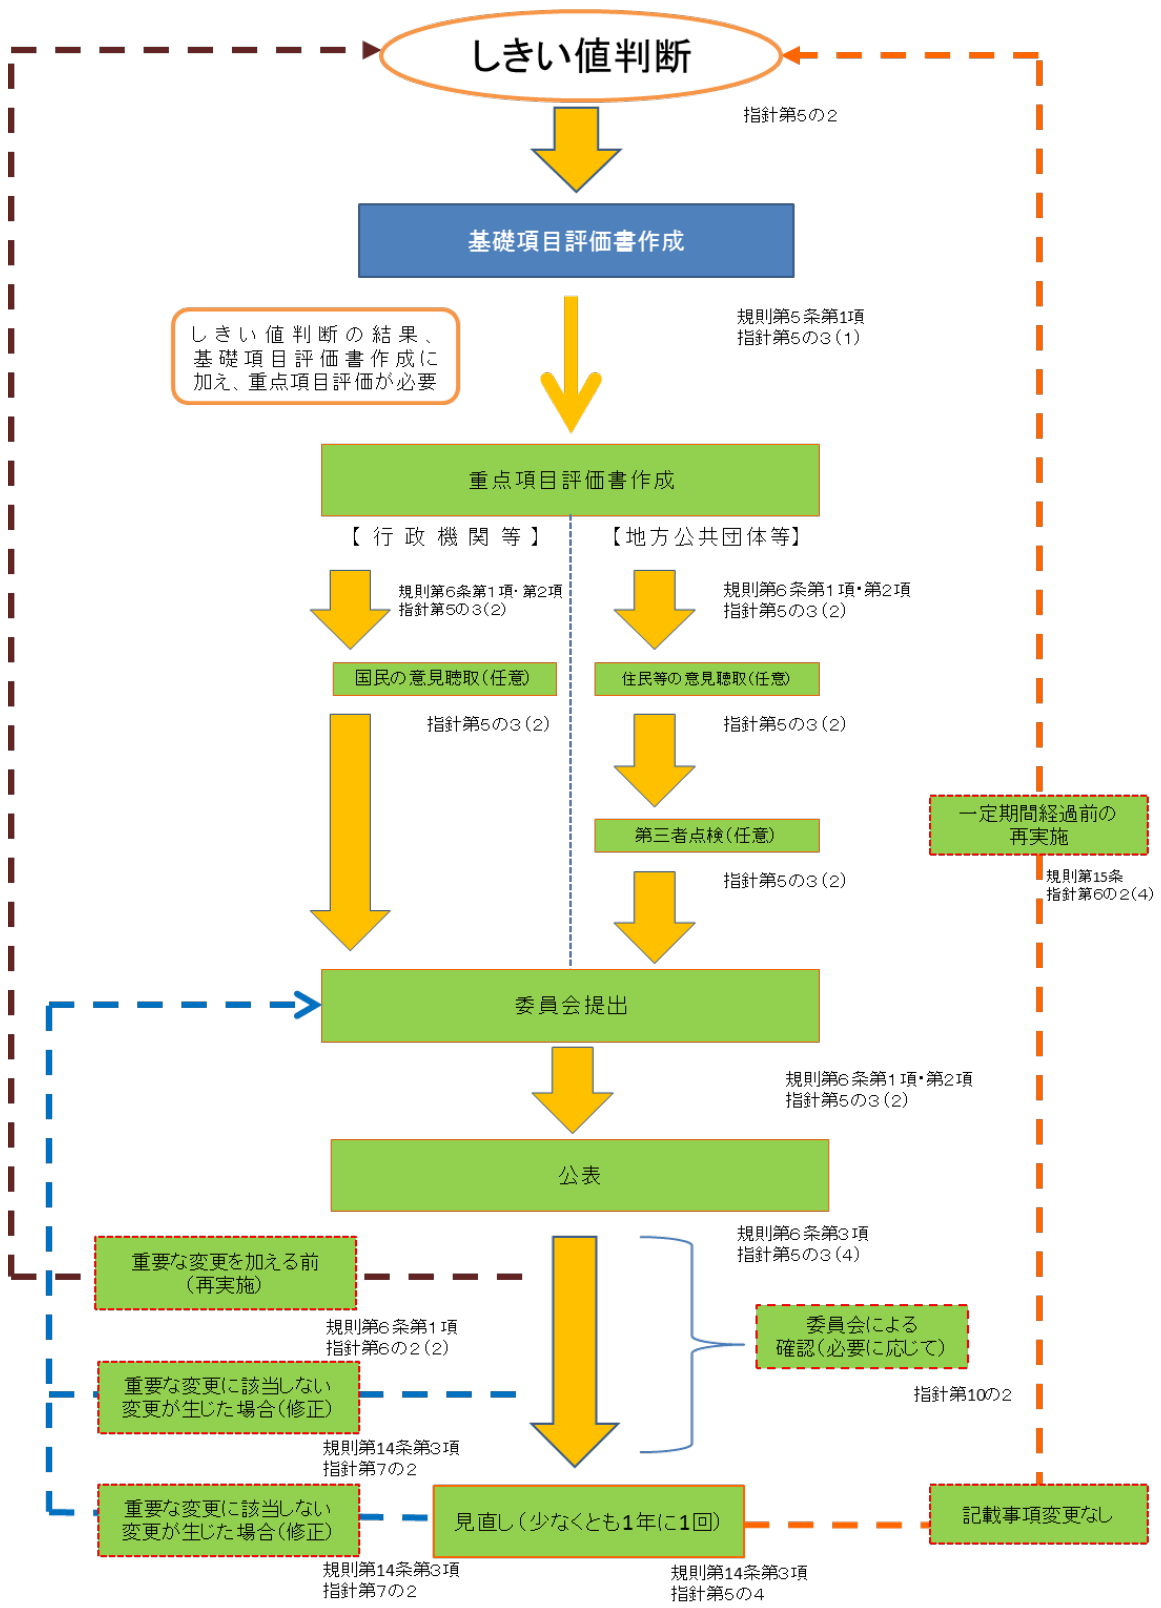 しきい値判断
指針第5の2
基礎項目評価書作成
規則第5条第1項
指針第5の3(1)
しきい値判断の結果、
基礎項目評価書作成に
加え、重点項目評価が必要
重点項目評価書作成
【行政機関等】
【地方公共団体等】
規則第6条第1項・第2項
指針第5の3(2)
規則第6条第1項・第2項
指針第5の3(2)
国民の意見聴取(任意)
住民等の意見聴取(任意)
指針第5の3(2)
指針第5の3(2)
第三者点検(任意)
指針第5の3(2)
一定期間経過前の
再実施
規則第15条
指針第6の2(4)
委員会提出
規則第6条第1項・第2項
指針第5の3(2)
公表
規則第6条第3項
指針第5の3(4)
重要な変更を加える前
(再実施)
規則第6条第1項
指針第6の2(2)
委員会による
確認(必要に応じて)
指針第10の2
重要な変更に該当しない
変更が生じた場合(修正)
規則第14条第3項
指針第7の2
重要な変更に該当しない
変更が生じた場合(修正)
規則第14条第3項
指針第7の2
見直し(少なくとも1年に1回)
規則第14条第3項
指針第5の4
記載事項変更なし